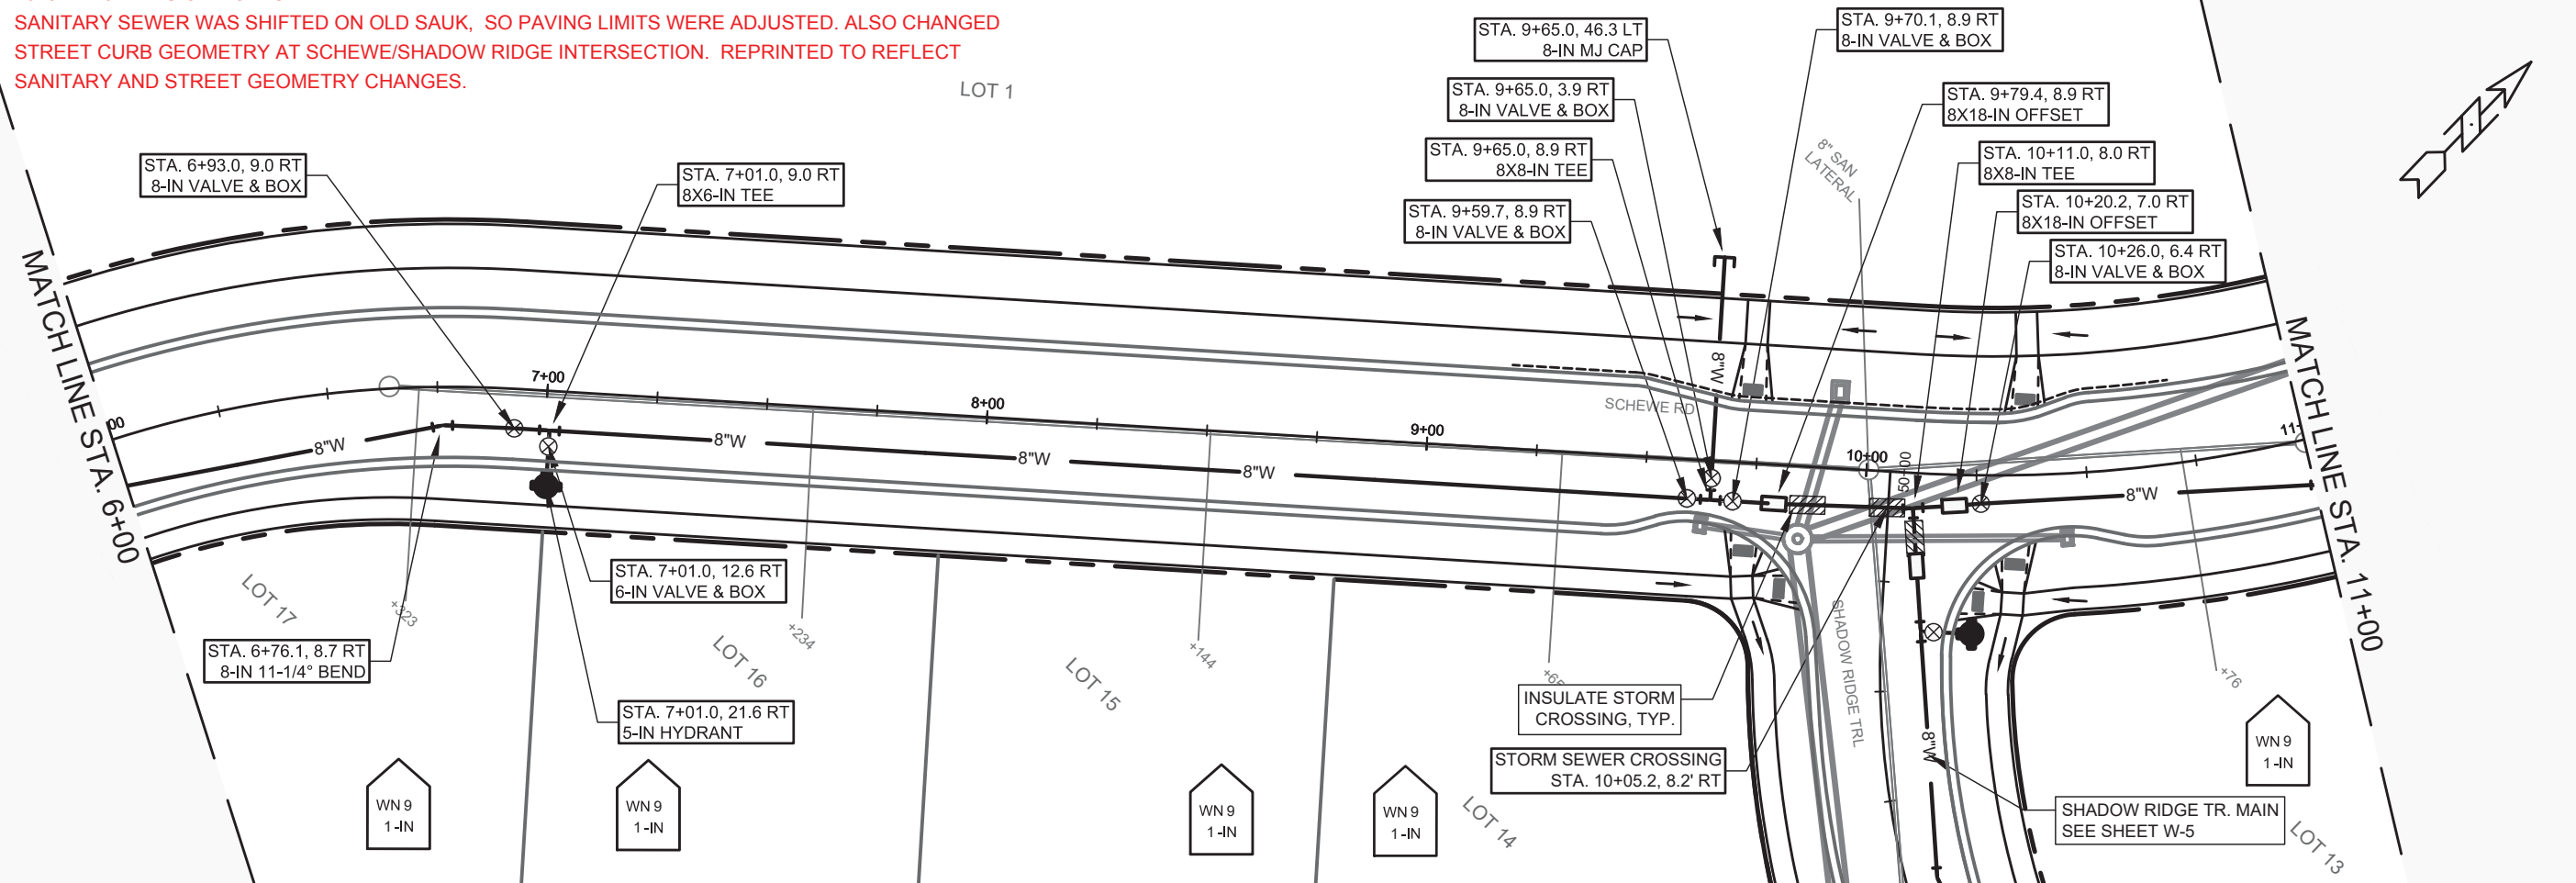 SANITARY SEWER WAS SHIFTED ON OLD SAUK, SO PAVING LIMITS WERE ADJUSTED. ALSO CHANGED
STREET CURB GEOMETRY AT SCHEWE/SHADOW RIDGE INTERSECTION. REPRINTED TO REFLECT
SANITARY AND STREET GEOMETRY CHANGES.
LOT 1
STA. 9+65.0, 46.3 LT
8-IN MJ CAP
STA. 9+70.1, 8.9 RT
8-IN VALVE & BOX
STA. 9+65.0, 3.9 RT
8-IN VALVE & BOX
STA. 9+79.4, 8.9 RT
8X18-IN OFFSET
STA. 9+65.0, 8.9 RT
8X8-IN TEE
8" SAN
LATERAL
STA. 10+11.0, 8.0 RT
8X8-IN TEE
STA. 6+93.0, 9.0 RT
8-IN VALVE & BOX
STA. 7+01.0, 9.0 RT
8X6-IN TEE
STA. 9+59.7, 8.9 RT
8-IN VALVE & BOX
STA. 10+20.2, 7.0 RT
8X18-IN OFFSET
STA. 10+26.0, 6.4 RT
8-IN VALVE & BOX
MATCH LINE STA. 6+00
MATCH LINE STA. 11+00
00
7+00
8+00
9+00
10+00
50+00
11+
SCHEWE RD
8"W
8"W
8"W
8"W
8"W
8"W
8"W
LOT 17
+323
STA. 7+01.0, 12.6 RT
6-IN VALVE & BOX
+234
LOT 16
STA. 6+76.1, 8.7 RT
8-IN 11-1/4° BEND
LOT 15
+144
+65
SHADOW RIDGE TRL
+76
STA. 7+01.0, 21.6 RT
5-IN HYDRANT
INSULATE STORM
CROSSING, TYP.
STORM SEWER CROSSING
STA. 10+05.2, 8.2' RT
WN 9
1-IN
WN 9
1-IN
WN 9
1-IN
WN 9
1-IN
WN 9
1-IN
LOT 14
SHADOW RIDGE TR. MAIN
SEE SHEET W-5
LOT 13